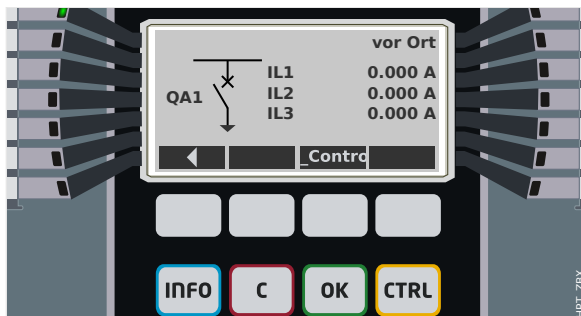 vor Ort
IL1 0.000 A
QA1 IL2 0.000 A
IL3 0.000 A
_Contro
INFO C OK CTRL